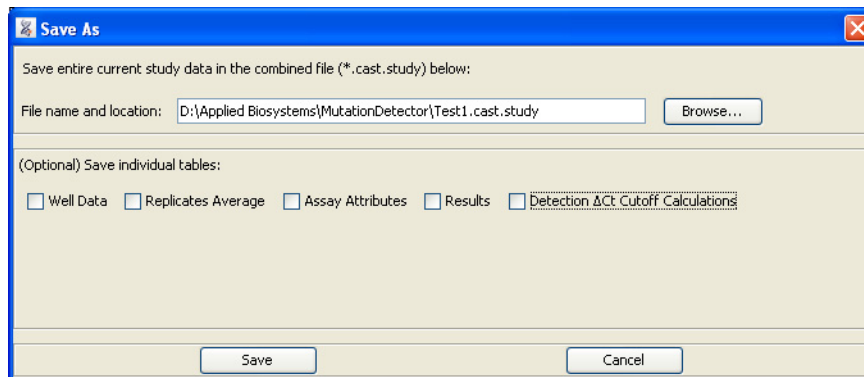 Save As
Save entire current study data in the combined file (*.cast.study) below:
File name and location: D:\Applied Biosystems\MutationDetector\Test1.cast.study Browse...
(Optional) Save individual tables:
Well Data Replicates Average Assay Attributes Results Detection ΔCt Cutoff Calculations
Save Cancel